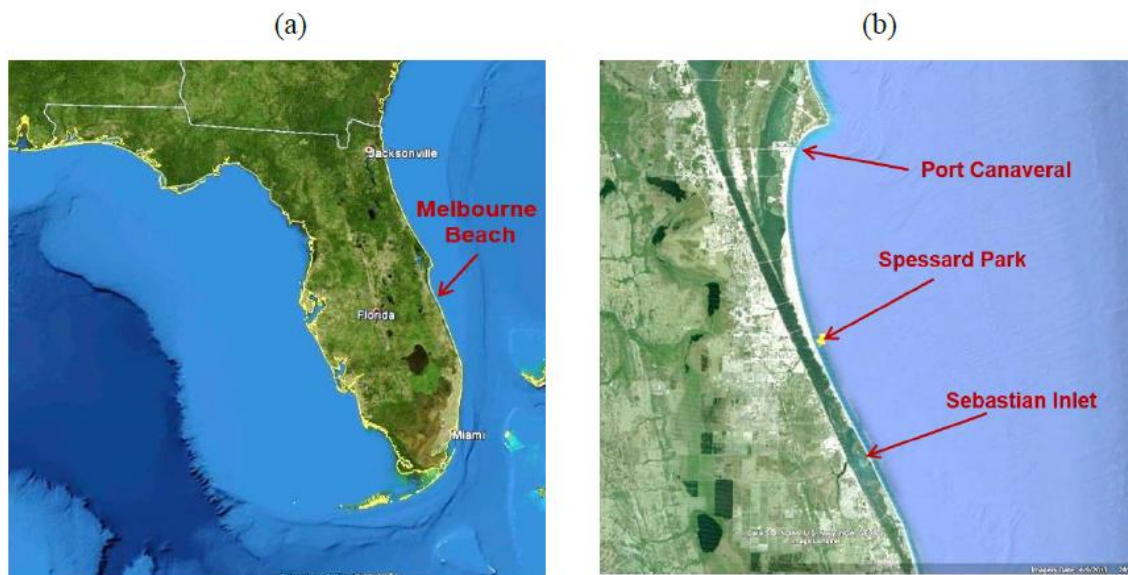 (a)
(b)
Jacksonville
Melbourne
Beach
Florida
Miami
Port Canaveral
Spessard Park
Sebastian Inlet